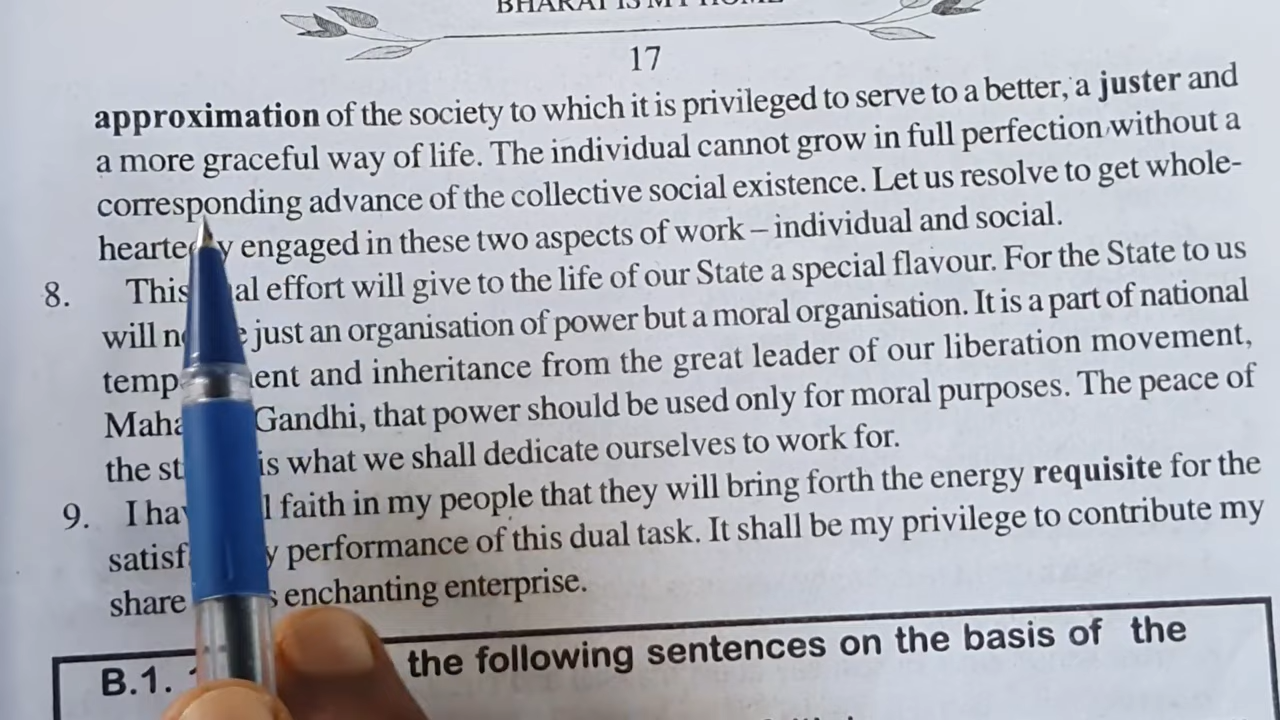 BHARAT IS MY HOME
17
approximation of the society to which it is privileged to serve to a better, a juster and
a more graceful way of life. The individual cannot grow in full perfection without a
corresponding advance of the collective social existence. Let us resolve to get whole-
heartedly engaged in these two aspects of work – individual and social.
8. This effort will give to the life of our State a special flavour. For the State to us
will just an organisation of power but a moral organisation. It is a part of national
and inheritance from the great leader of our liberation movement,
Gandhi, that power should be used only for moral purposes. The peace of
the is what we shall dedicate ourselves to work for.
9. I faith in my people that they will bring forth the energy requisite for the
performance of this dual task. It shall be my privilege to contribute my
share enchanting enterprise.
B.1. the following sentences on the basis of the